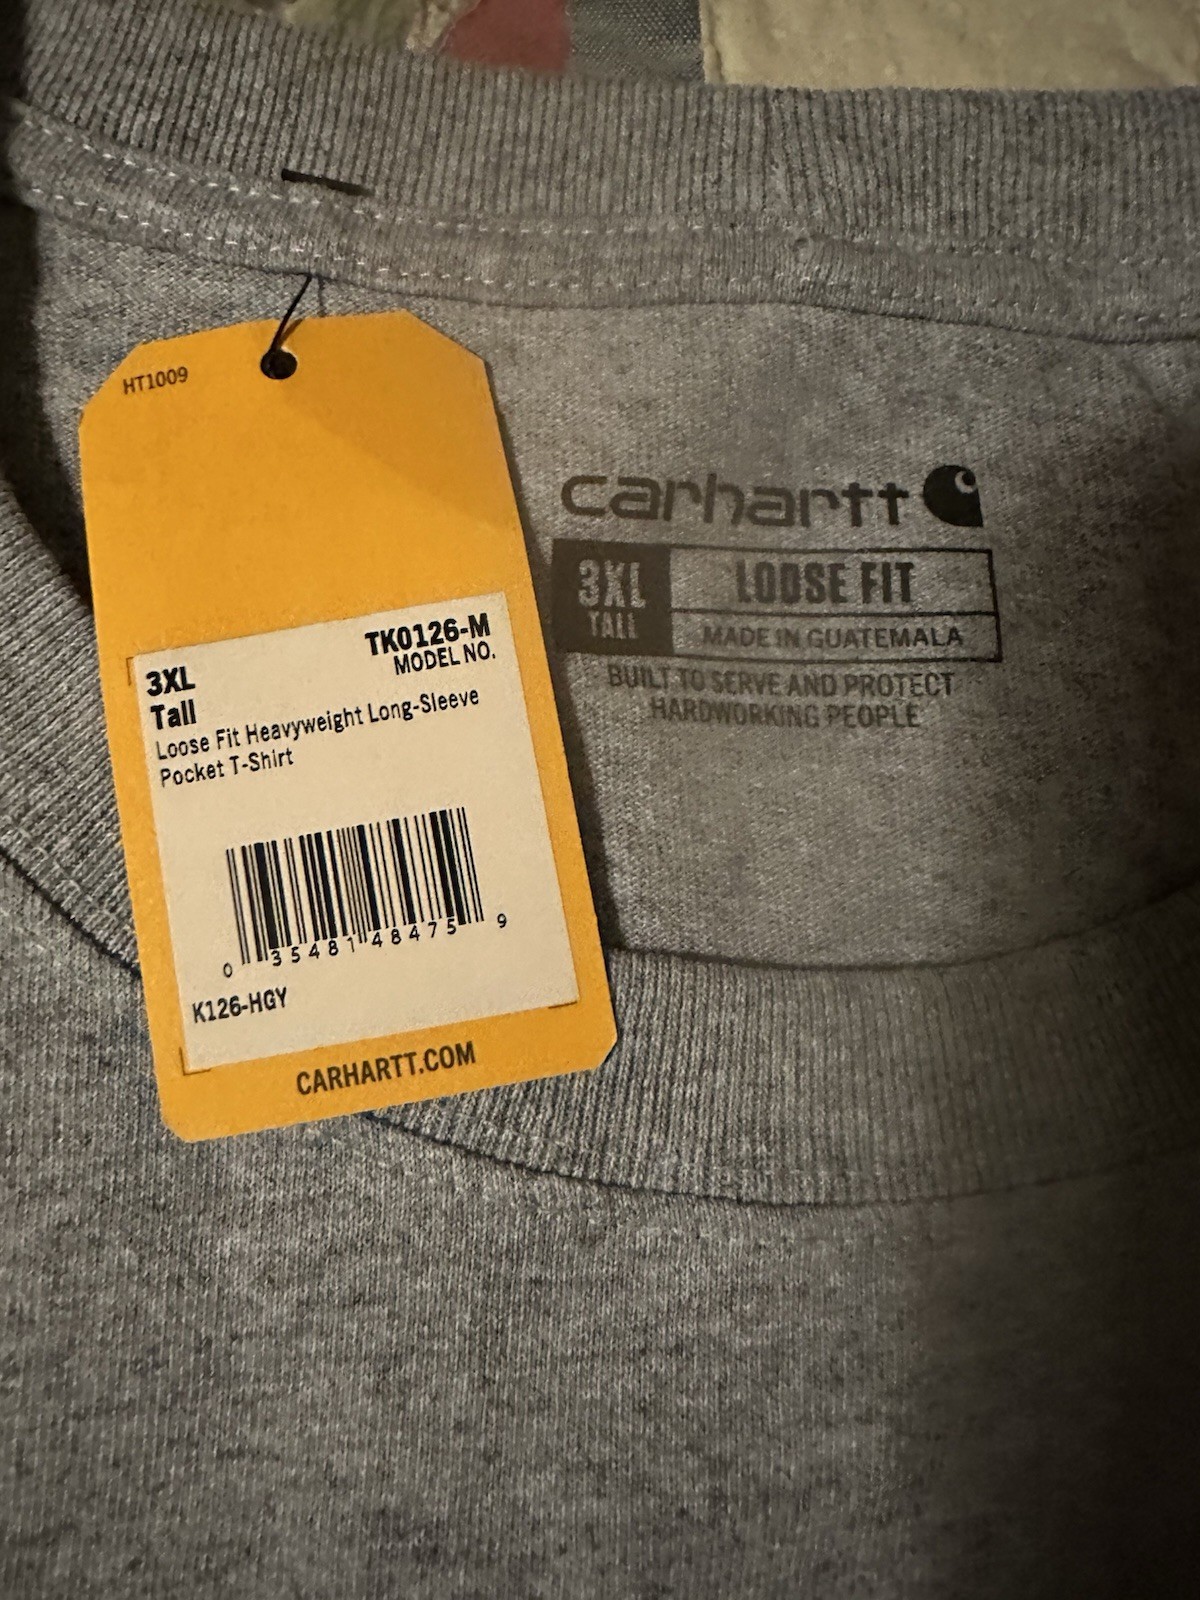 HT1009
TK0126-M
MODEL NO.
3XL
Tall
Loose Fit Heavyweight Long-Sleeve
Pocket T-Shirt
0 35481 48475 9
K126-HGY
CARHARTT.COM
carhartt
3XL
TALL
LOOSE FIT
MADE IN GUATEMALA
BUILT TO SERVE AND PROTECT
HARDWORKING PEOPLE